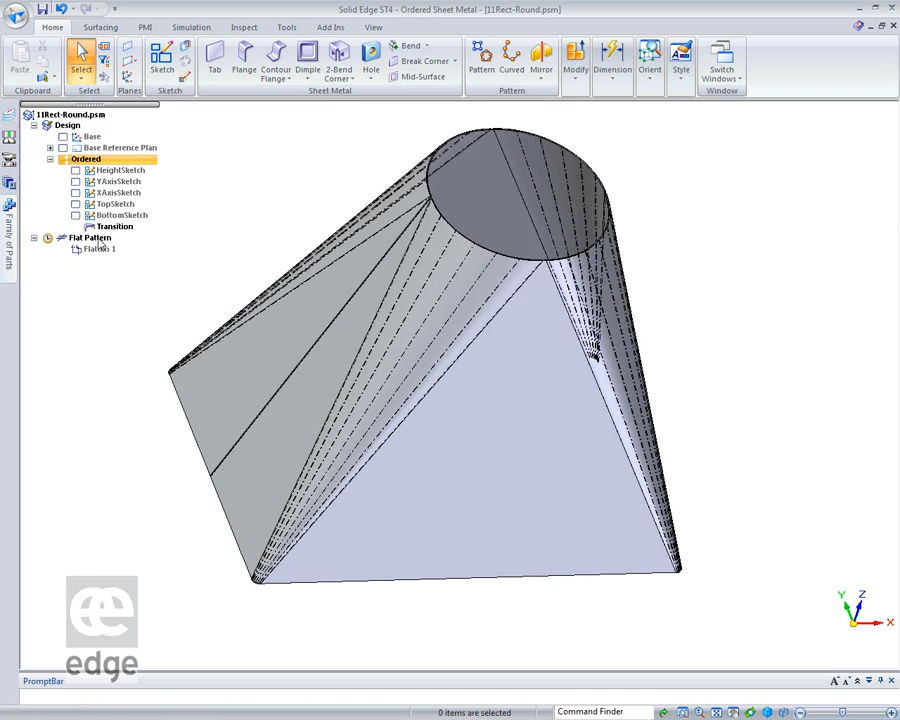 Solid Edge ST4 - Ordered Sheet Metal - [11Rect-Round.psm]
Home Surfacing PMI Simulation Inspect Tools Add Ins View
Paste Select Sketch Tab Flange Contour Flange Dimple 2-Bend Corner Hole Bend Break Corner Mid-Surface Pattern Curved Mirror Modify Dimension Orient Style Switch Windows
Clipboard Select Planes Sketch Sheet Metal Pattern Window
11Rect-Round.psm
Design
Base
Base Reference Plan
Ordered
HeightSketch
YAxisSketch
XAxisSketch
TopSketch
BottomSketch
Transition
Flat Pattern
Family of Parts
Y Z
X
edge
PromptBar
0 items are selected
Command Finder